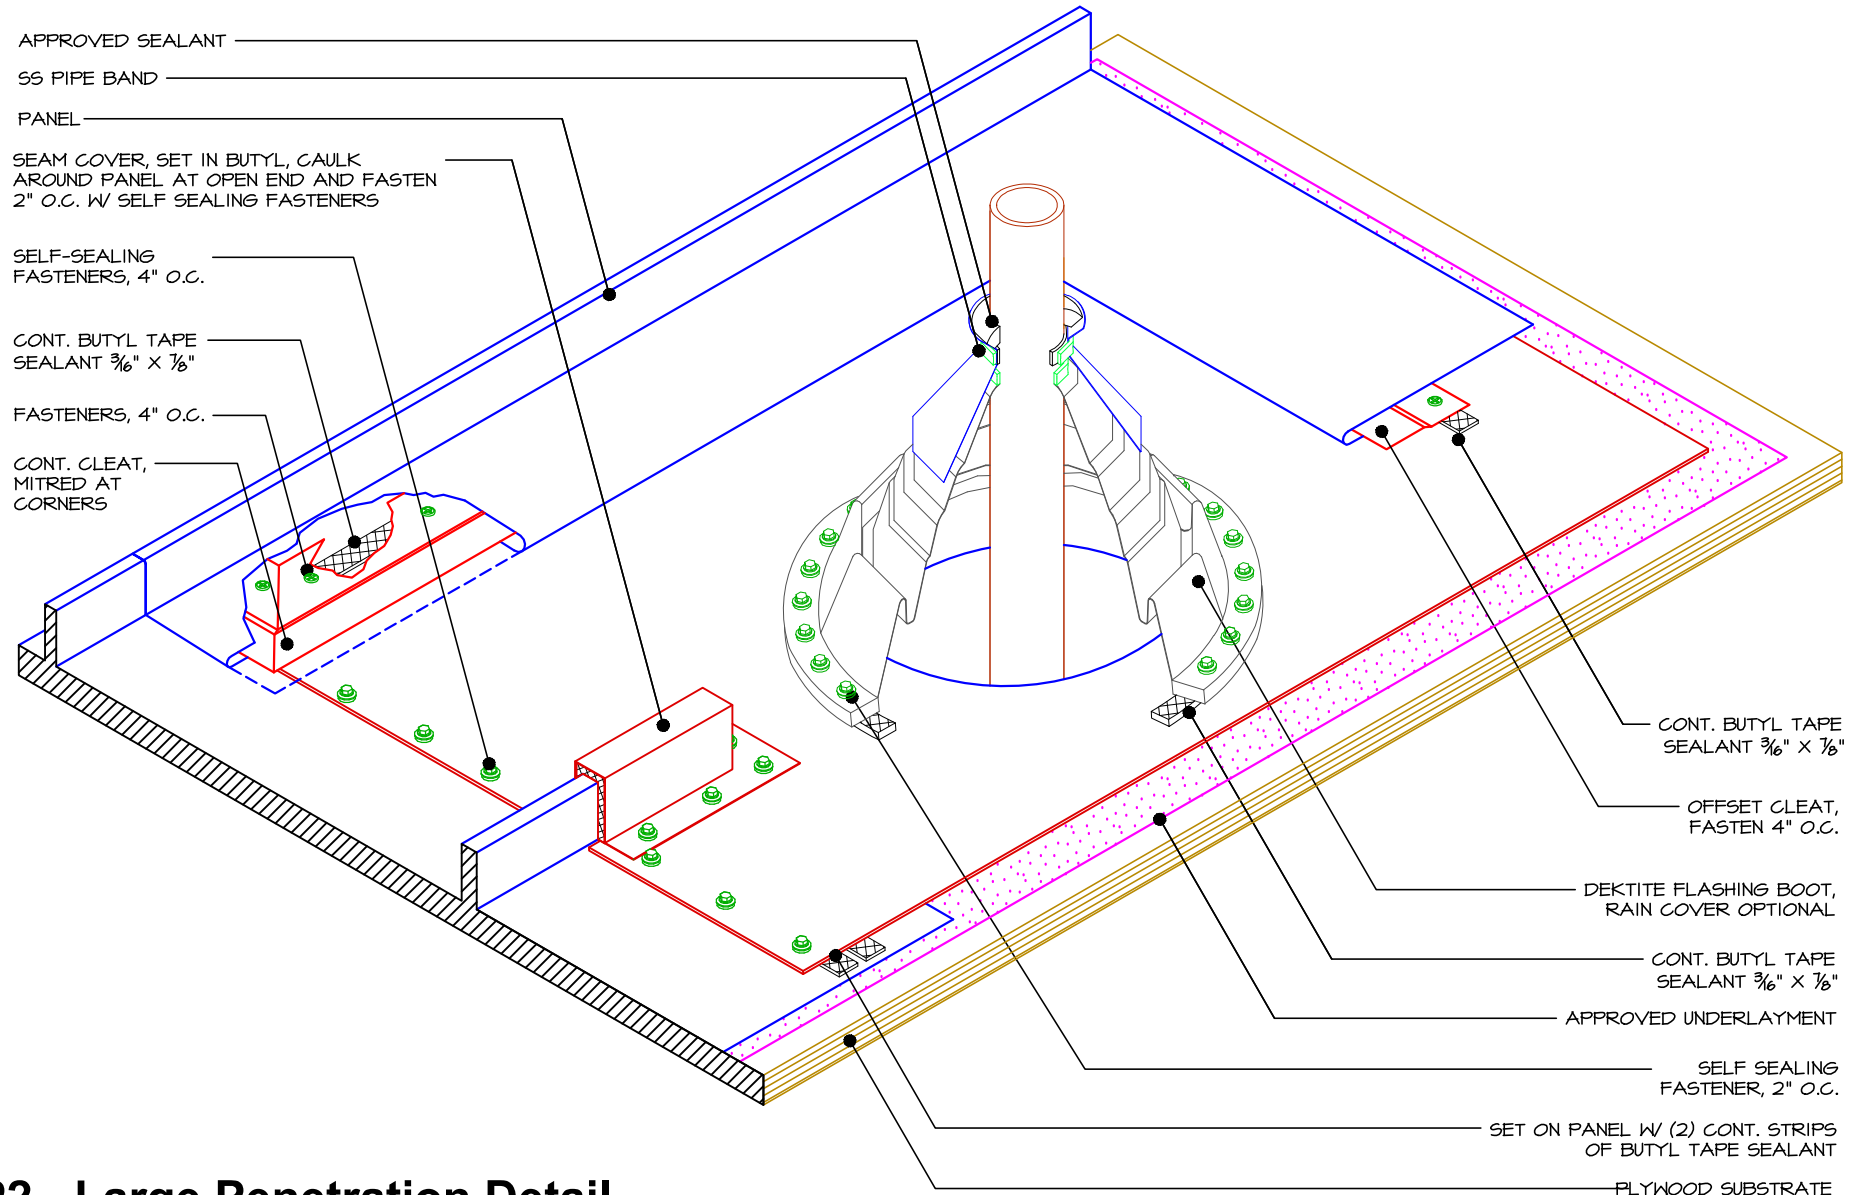 APPROVED SEALANT
SS PIPE BAND
PANEL
SEAM COVER, SET IN BUTYL, CAULK
AROUND PANEL AT OPEN END AND FASTEN
2" O.C. W/ SELF SEALING FASTENERS
SELF-SEALING
FASTENERS, 4" O.C.
CONT. BUTYL TAPE
SEALANT 3/16" X 7/8"
FASTENERS, 4" O.C.
CONT. CLEAT,
MITRED AT
CORNERS
CONT. BUTYL TAPE
SEALANT 3/16" X 7/8"
OFFSET CLEAT,
FASTEN 4" O.C.
DEKTITE FLASHING BOOT,
RAIN COVER OPTIONAL
CONT. BUTYL TAPE
SEALANT 3/16" X 7/8"
APPROVED UNDERLAYMENT
SELF SEALING
FASTENER, 2" O.C.
SET ON PANEL W/ (2) CONT. STRIPS
OF BUTYL TAPE SEALANT
PLYWOOD SUBSTRATE
Large Penetration Detail